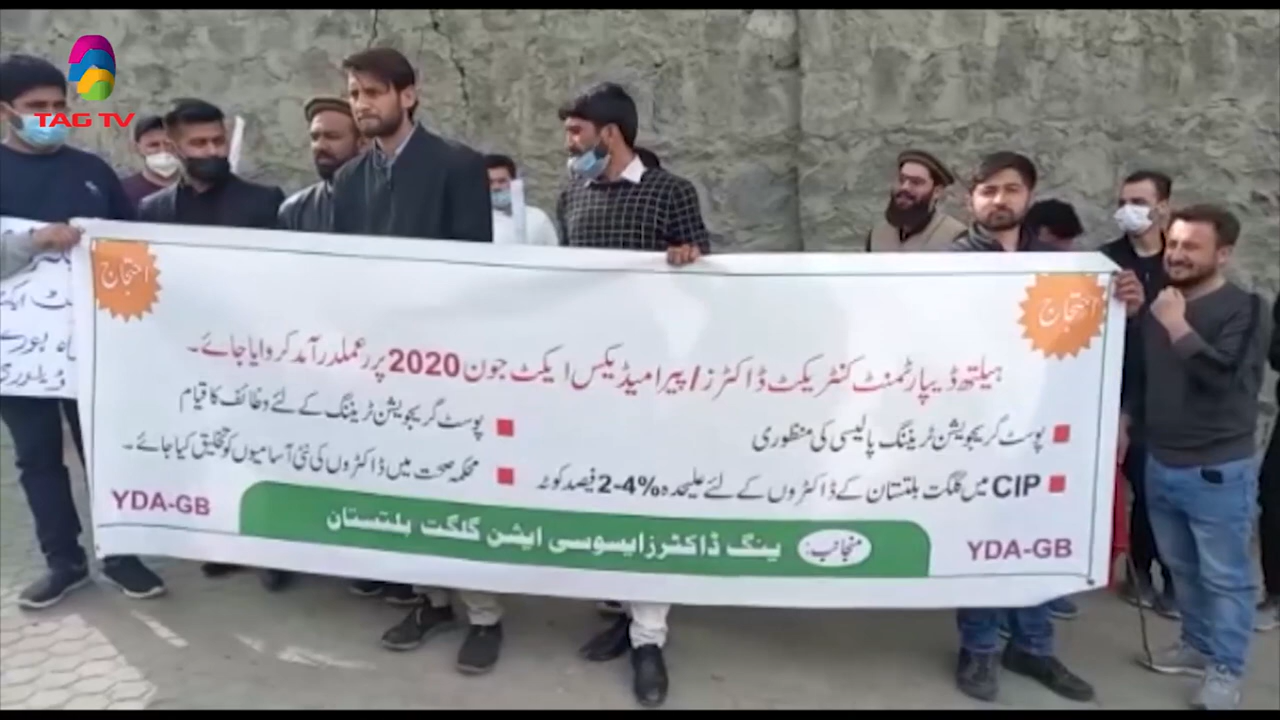 TAG TV
احتجاج
احتجاج
ہیلتھ ڈیپارٹمنٹ کنٹریکٹ ڈاکٹرز / پیرا میڈیکس ایکٹ جون 2020 پر عملدرآمد کروایا جائے۔
پوسٹ گریجویشن ٹریننگ پالیسی کی منظوری
CIP میں گلگت بلتستان کے ڈاکٹروں کے لئے علیحدہ %4-2 فیصد کوٹہ
پوسٹ گریجویشن ٹریننگ کے لئے وظائف کا قیام
محکمہ صحت میں ڈاکٹروں کی نئی آسامیوں کو تخلیق کیا جائے۔
منجانب: ینگ ڈاکٹرز ایسوسی ایشن گلگت بلتستان
YDA-GB
YDA-GB